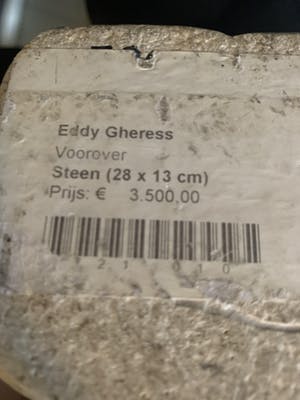 Eddy Gheress
Voorover
Steen (28 x 13 cm)
Prijs: € 3.500,00